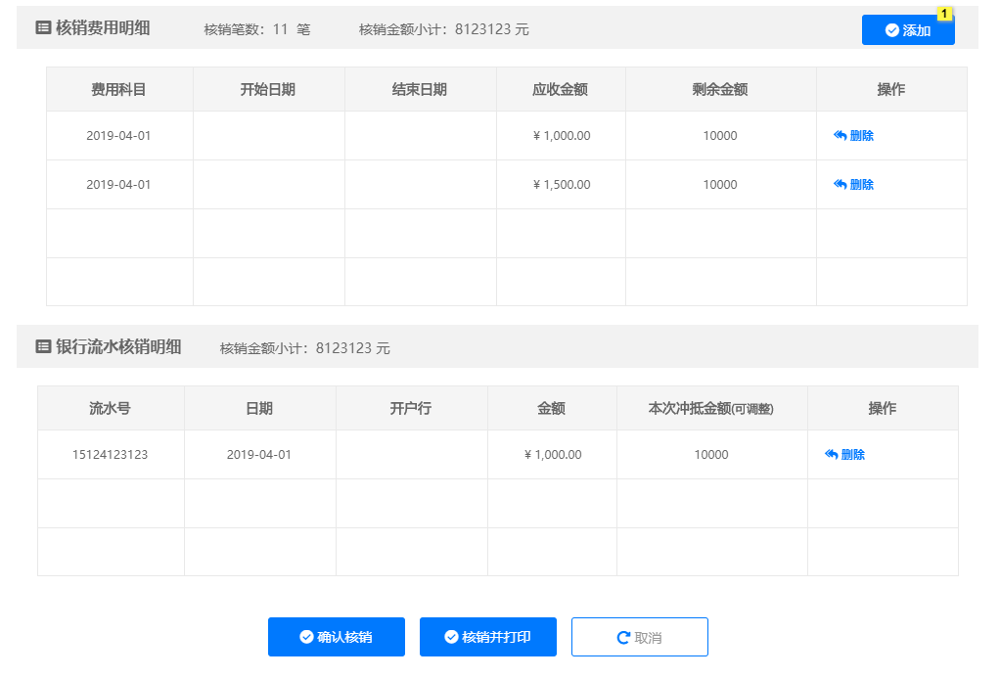 核销费用明细 核销笔数：11 笔 核销金额小计：8123123 元 添加 1
费用科目 开始日期 结束日期 应收金额 剩余金额 操作
2019-04-01 ¥ 1,000.00 10000 删除
2019-04-01 ¥ 1,500.00 10000 删除
银行流水核销明细 核销金额小计：8123123 元
流水号 日期 开户行 金额 本次冲抵金额(可调整) 操作
15124123123 2019-04-01 ¥ 1,000.00 10000 删除
确认核销 核销并打印 取消